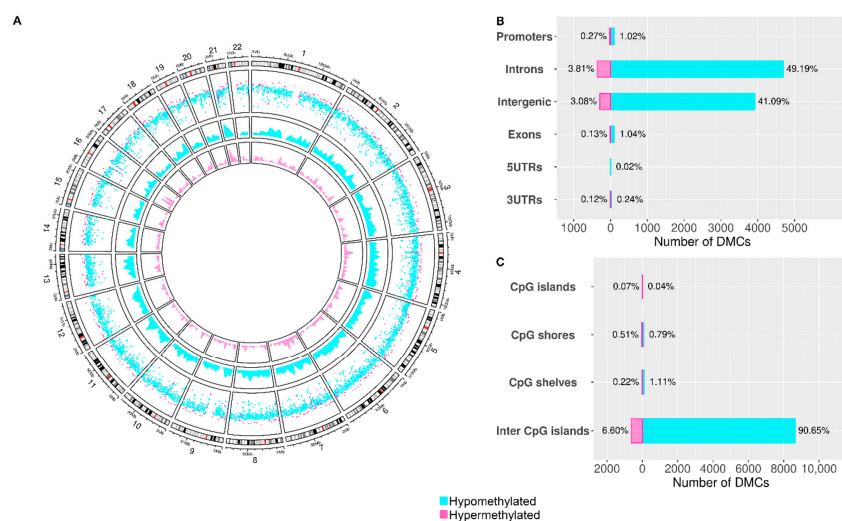 A
1
2
3
4
5
6
7
8
9
10
11
12
13
14
15
16
17
18
19
20
21
22
B
Promoters 0.27% 1.02%
Introns 3.81% 49.19%
Intergenic 3.08% 41.09%
Exons 0.13% 1.04%
5UTRs 0.02%
3UTRs 0.12% 0.24%
1000 0 1000 2000 3000 4000 5000
Number of DMCs
C
CpG islands 0.07% 0.04%
CpG shores 0.51% 0.79%
CpG shelves 0.22% 1.11%
Inter CpG islands 6.60% 90.65%
2000 0 2000 4000 6000 8000 10,000
Number of DMCs
Hypomethylated
Hypermethylated